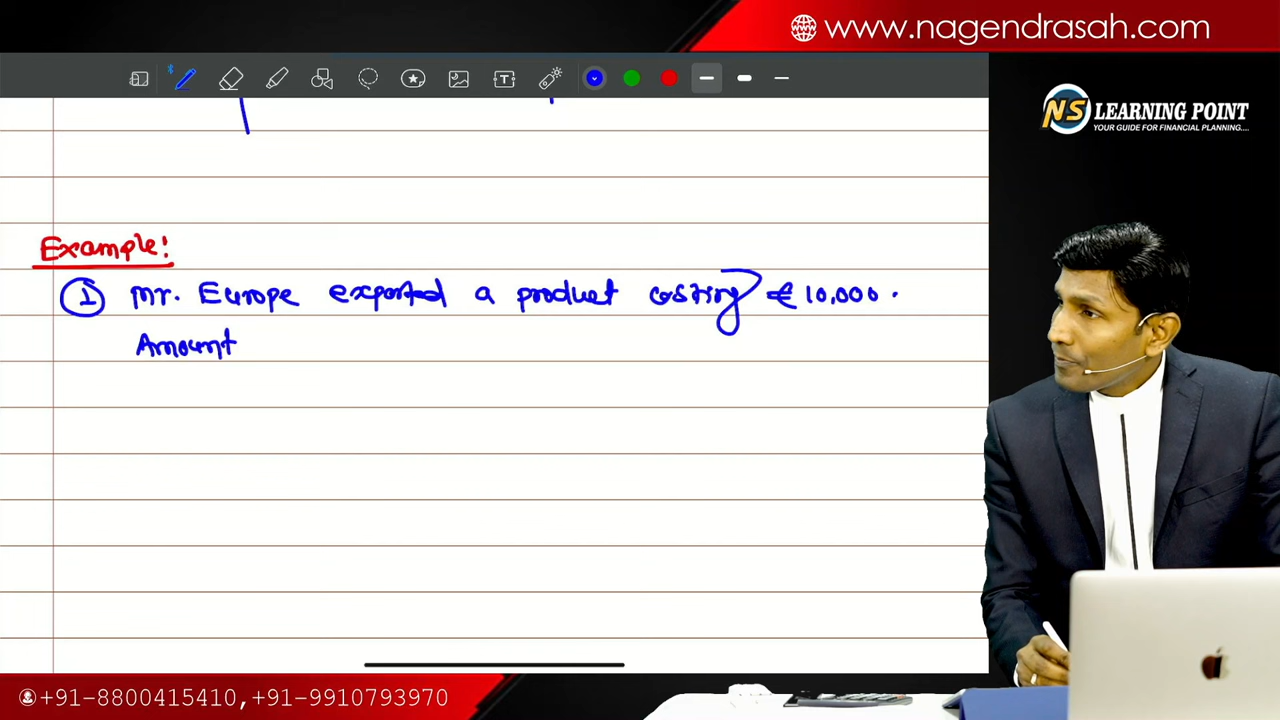 www.nagendrasah.com
NS LEARNING POINT
YOUR GUIDE FOR FINANCIAL PLANNING....
T
Example:
① Mr. Europe exported a product costing € 10,000.
Amount
+91-8800415410,+91-9910793970